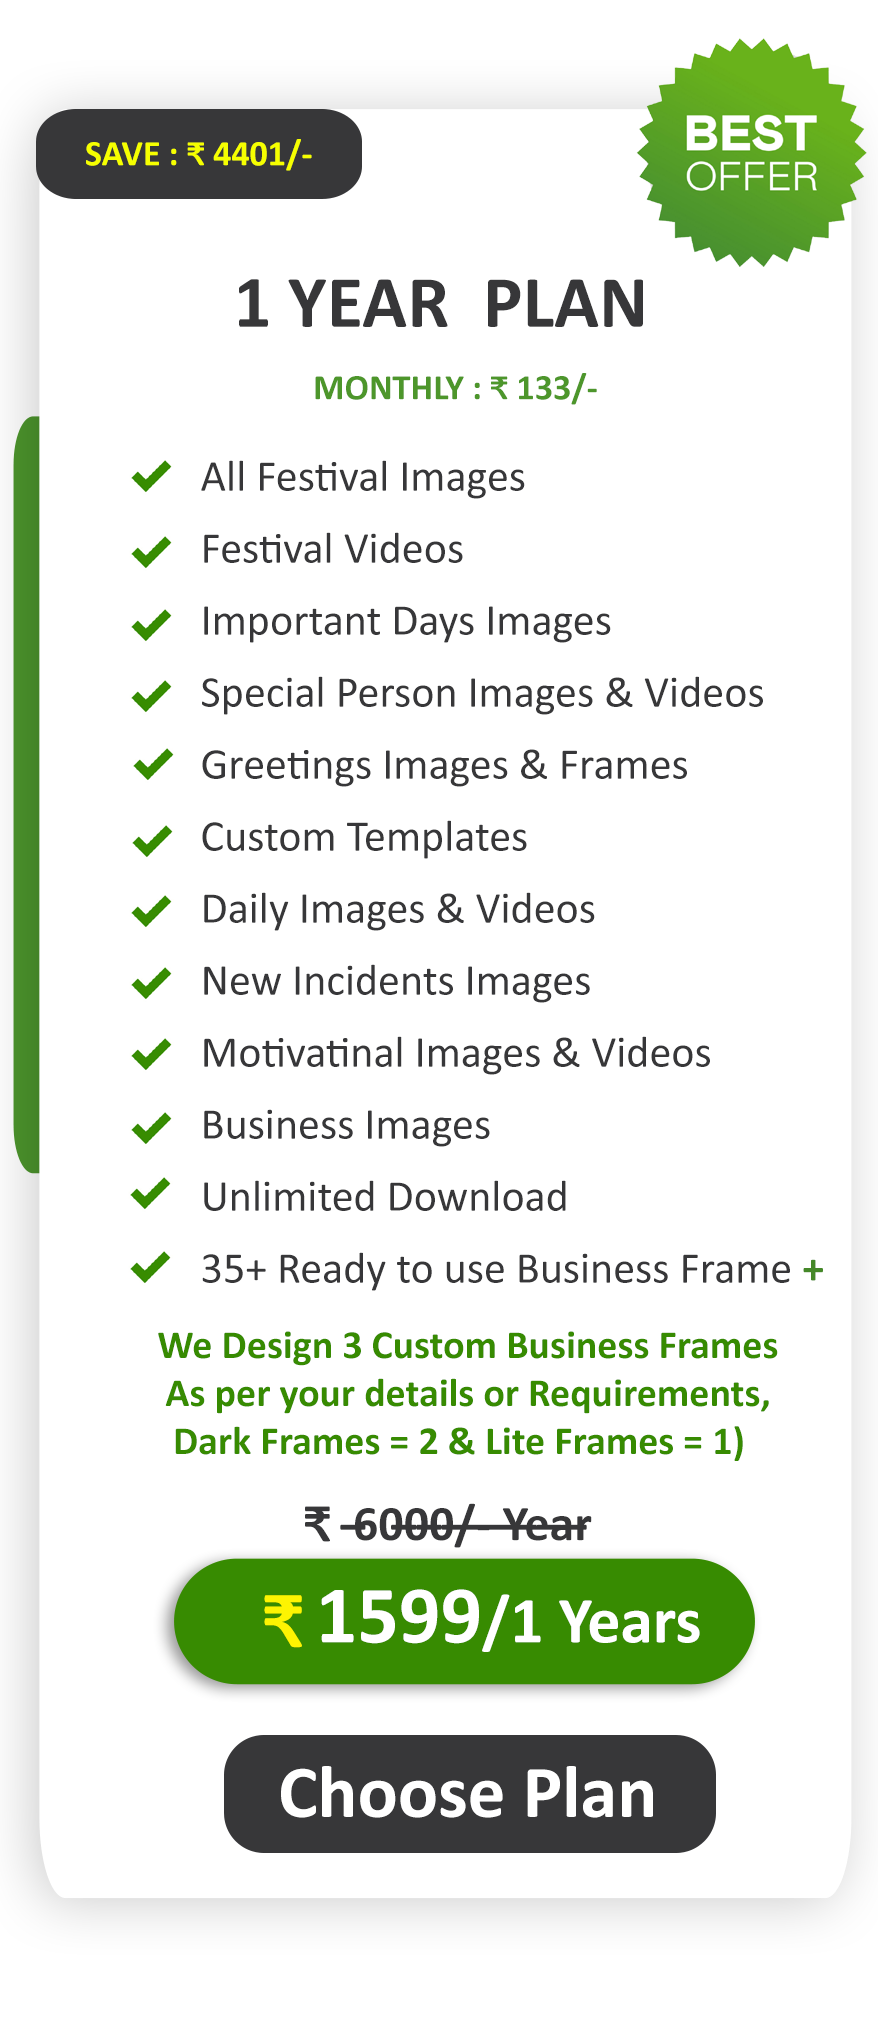 SAVE : ₹ 4401/-
BEST
OFFER
1 YEAR PLAN
MONTHLY : ₹ 133/-
All Festival Images
Festival Videos
Important Days Images
Special Person Images & Videos
Greetings Images & Frames
Custom Templates
Daily Images & Videos
New Incidents Images
Motivatinal Images & Videos
Business Images
Unlimited Download
35+ Ready to use Business Frame +
We Design 3 Custom Business Frames
As per your details or Requirements,
Dark Frames = 2 & Lite Frames = 1)
₹ 6000/- Year
₹ 1599/1 Years
Choose Plan